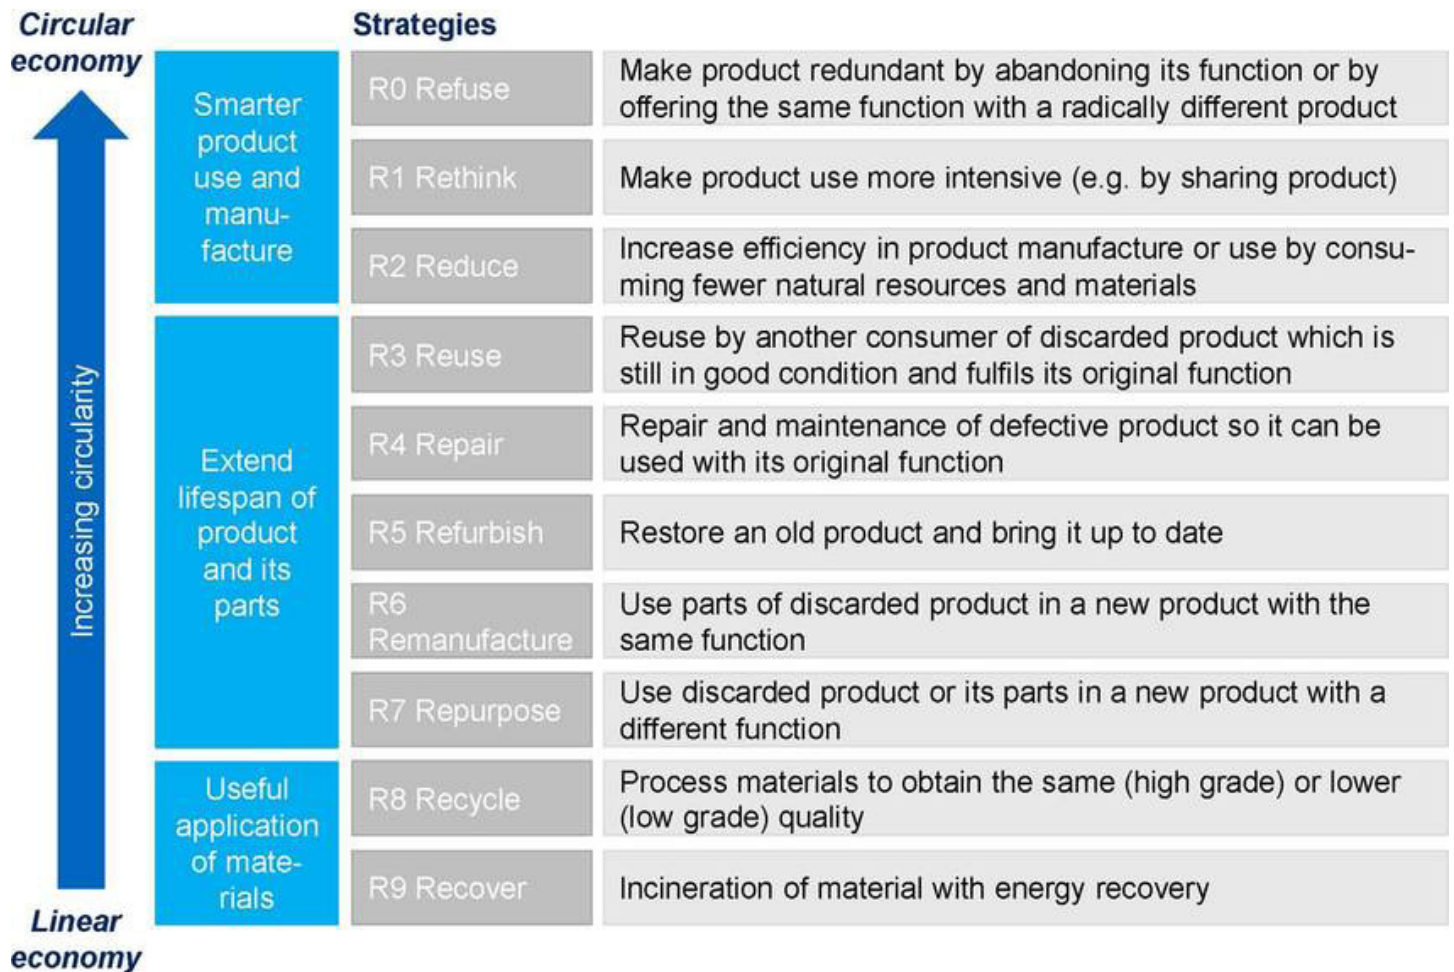 Circular
economy
Strategies
Smarter
product
use and
manu-
facture
R0 Refuse
Make product redundant by abandoning its function or by
offering the same function with a radically different product
R1 Rethink
Make product use more intensive (e.g. by sharing product)
R2 Reduce
Increase efficiency in product manufacture or use by consu-
ming fewer natural resources and materials
Increasing circularity
Extend
lifespan of
product
and its
parts
R3 Reuse
Reuse by another consumer of discarded product which is
still in good condition and fulfils its original function
R4 Repair
Repair and maintenance of defective product so it can be
used with its original function
R5 Refurbish
Restore an old product and bring it up to date
R6
Remanufacture
Use parts of discarded product in a new product with the
same function
R7 Repurpose
Use discarded product or its parts in a new product with a
different function
Useful
application
of mate-
rials
R8 Recycle
Process materials to obtain the same (high grade) or lower
(low grade) quality
R9 Recover
Incineration of material with energy recovery
Linear
economy